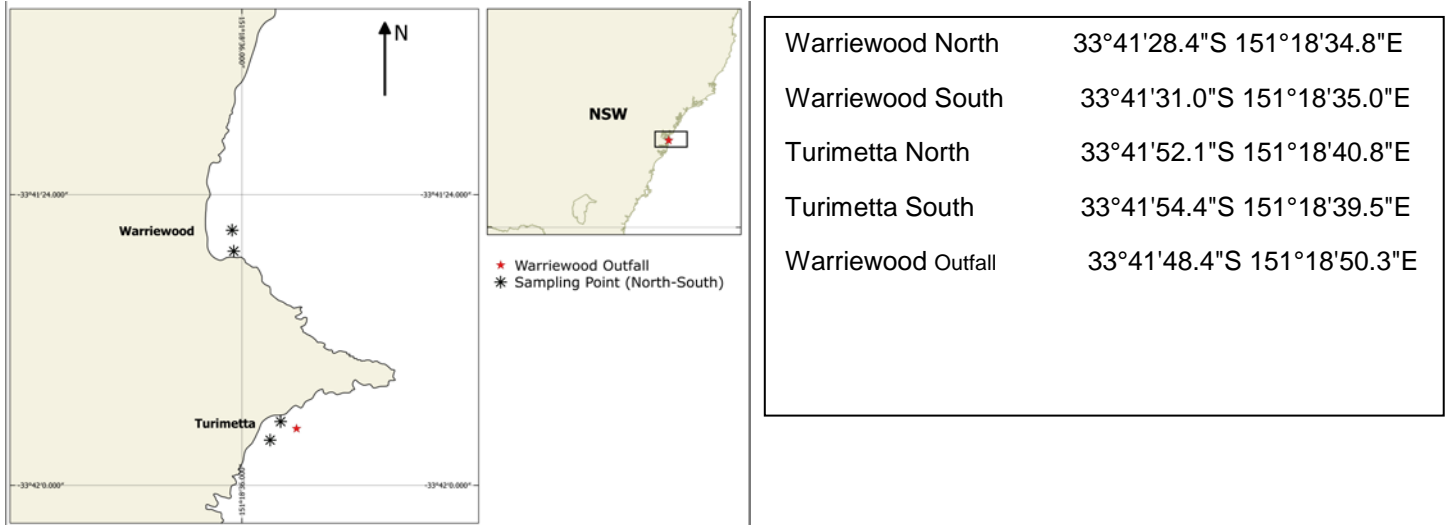 151°18'36.000"
N
-33°41'24.000" -33°41'24.000"
Warriewood
Turimetta
-33°42'0.000" -33°42'0.000"
151°18'36.000"
NSW
Warriewood Outfall
Sampling Point (North-South)
Warriewood North 33°41'28.4"S 151°18'34.8"E
Warriewood South 33°41'31.0"S 151°18'35.0"E
Turimetta North 33°41'52.1"S 151°18'40.8"E
Turimetta South 33°41'54.4"S 151°18'39.5"E
Warriewood Outfall 33°41'48.4"S 151°18'50.3"E